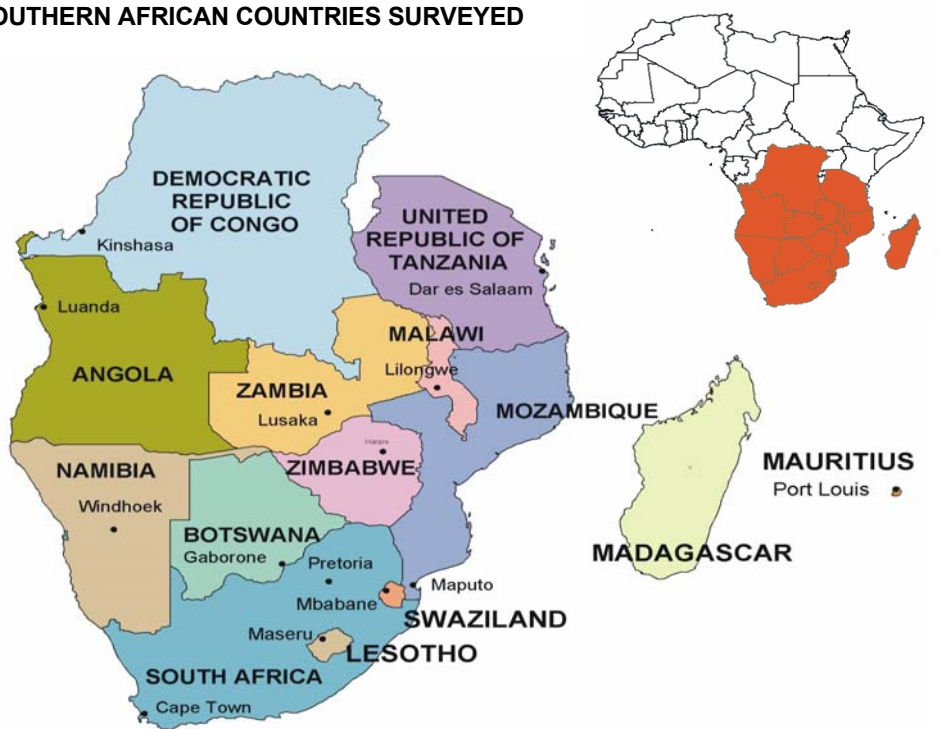 OUTHERN AFRICAN COUNTRIES SURVEYED
DEMOCRATIC
REPUBLIC
OF CONGO
Kinshasa
UNITED
REPUBLIC OF
TANZANIA
Dar es Salaam
Luanda
ANGOLA
MALAWI
Lilongwe
ZAMBIA
Lusaka
MOZAMBIQUE
Harare
ZIMBABWE
NAMIBIA
Windhoek
MAURITIUS
Port Louis
BOTSWANA
Gaborone
Pretoria
MADAGASCAR
Maputo
Mbabane
SWAZILAND
Maseru
LESOTHO
SOUTH AFRICA
Cape Town